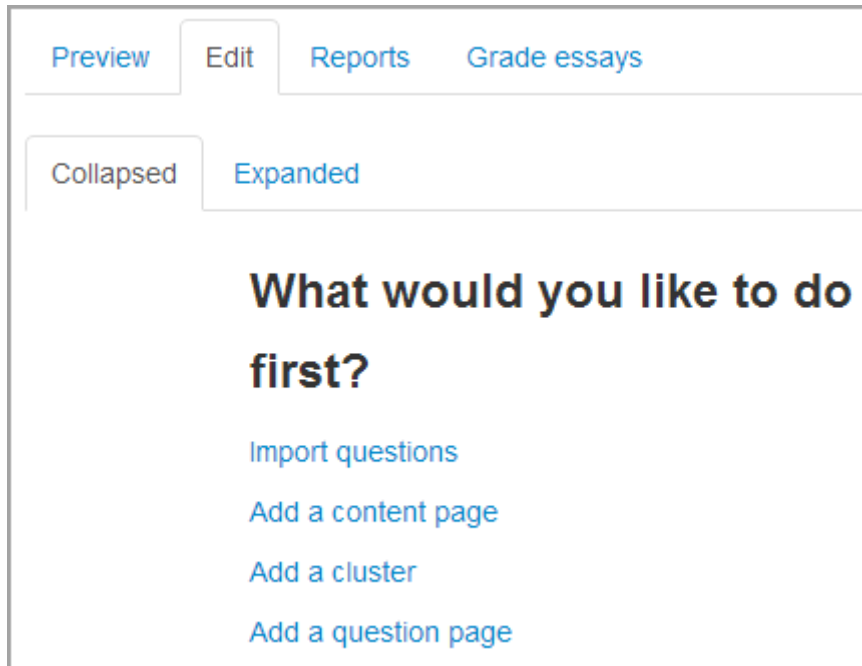 Preview Edit Reports Grade essays
Collapsed Expanded
What would you like to do
first?
Import questions
Add a content page
Add a cluster
Add a question page